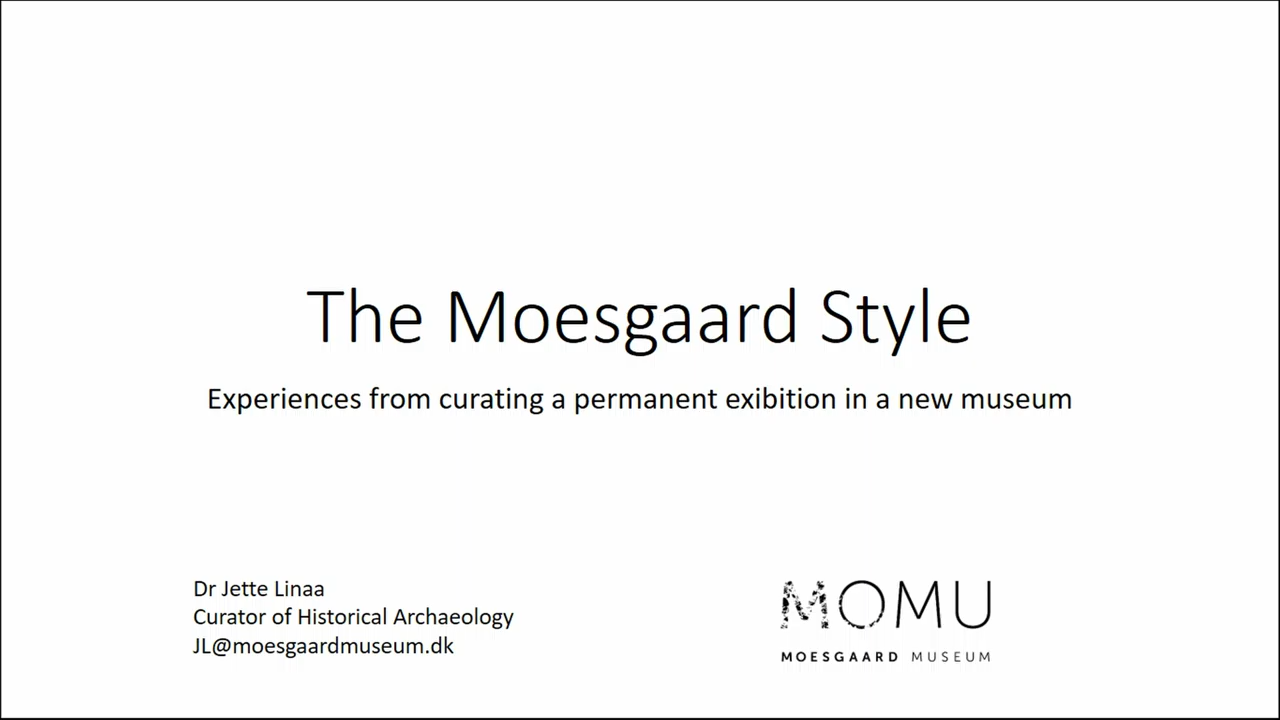 The Moesgaard Style
Experiences from curating a permanent exibition in a new museum
Dr Jette Linaa
Curator of Historical Archaeology
JL@moesgaardmuseum.dk
MOMU
MOESGAARD MUSEUM